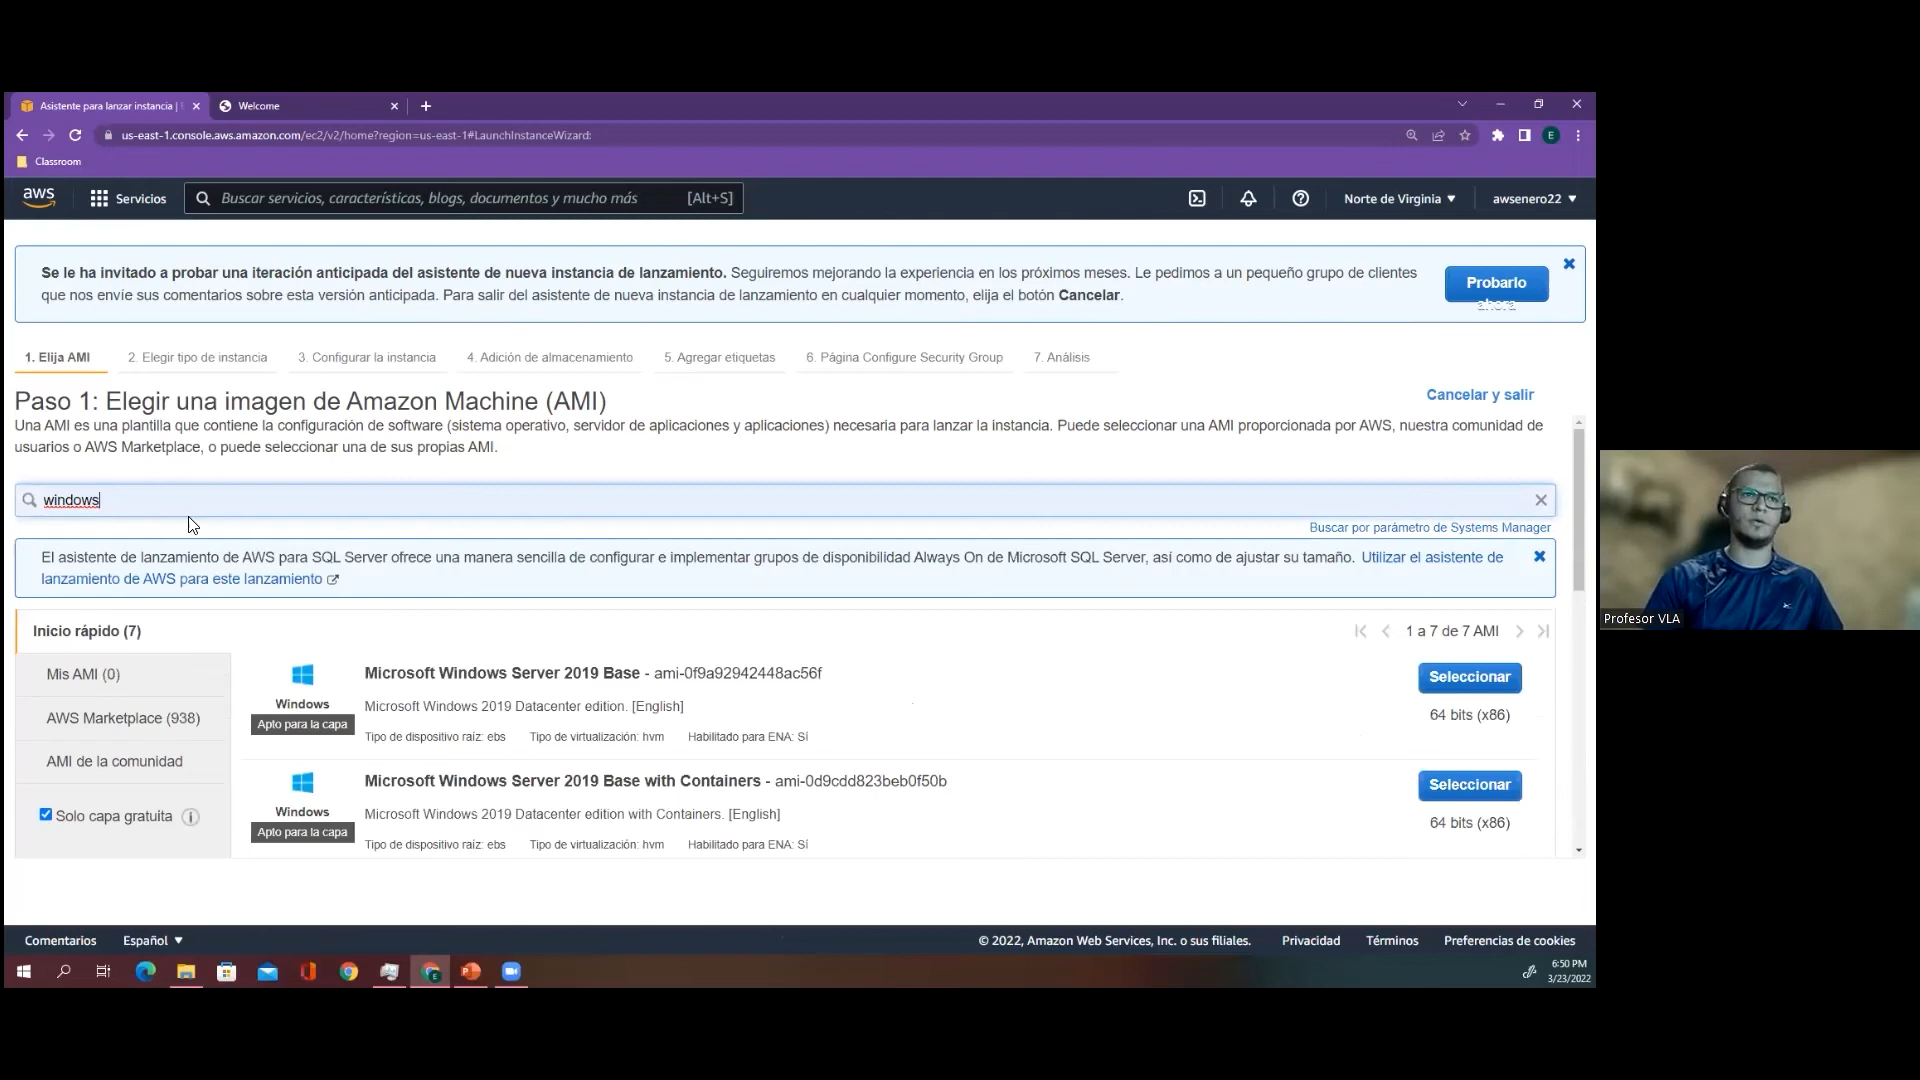 Asistente para lanzar instancia |
Welcome
us-east-1.console.aws.amazon.com/ec2/v2/home?region=us-east-1#LaunchInstanceWizard:
E
Classroom
aws
Servicios
Buscar servicios, características, blogs, documentos y mucho más
[Alt+S]
Norte de Virginia
awsenero22
Se le ha invitado a probar una iteración anticipada del asistente de nueva instancia de lanzamiento. Seguiremos mejorando la experiencia en los próximos meses. Le pedimos a un pequeño grupo de clientes
que nos envíe sus comentarios sobre esta versión anticipada. Para salir del asistente de nueva instancia de lanzamiento en cualquier momento, elija el botón Cancelar.
Probarlo
ahora
1. Elija AMI
2. Elegir tipo de instancia
3. Configurar la instancia
4. Adición de almacenamiento
5. Agregar etiquetas
6. Página Configure Security Group
7. Análisis
Paso 1: Elegir una imagen de Amazon Machine (AMI)
Cancelar y salir
Una AMI es una plantilla que contiene la configuración de software (sistema operativo, servidor de aplicaciones y aplicaciones) necesaria para lanzar la instancia. Puede seleccionar una AMI proporcionada por AWS, nuestra comunidad de
usuarios o AWS Marketplace, o puede seleccionar una de sus propias AMI.
windows
Buscar por parámetro de Systems Manager
El asistente de lanzamiento de AWS para SQL Server ofrece una manera sencilla de configurar e implementar grupos de disponibilidad Always On de Microsoft SQL Server, así como de ajustar su tamaño. Utilizar el asistente de
lanzamiento de AWS para este lanzamiento
Inicio rápido (7)
1 a 7 de 7 AMI
Mis AMI (0)
AWS Marketplace (938)
AMI de la comunidad
Solo capa gratuita
Windows
Apto para la capa
Microsoft Windows Server 2019 Base - ami-0f9a92942448ac56f
Microsoft Windows 2019 Datacenter edition. [English]
Tipo de dispositivo raíz: ebs
Tipo de virtualización: hvm
Habilitado para ENA: Sí
Seleccionar
64 bits (x86)
Windows
Apto para la capa
Microsoft Windows Server 2019 Base with Containers - ami-0d9cdd823beb0f50b
Microsoft Windows 2019 Datacenter edition with Containers. [English]
Tipo de dispositivo raíz: ebs
Tipo de virtualización: hvm
Habilitado para ENA: Sí
Seleccionar
64 bits (x86)
Comentarios
Español
© 2022, Amazon Web Services, Inc. o sus filiales.
Privacidad
Términos
Preferencias de cookies
6:50 PM
3/23/2022
Profesor VLA